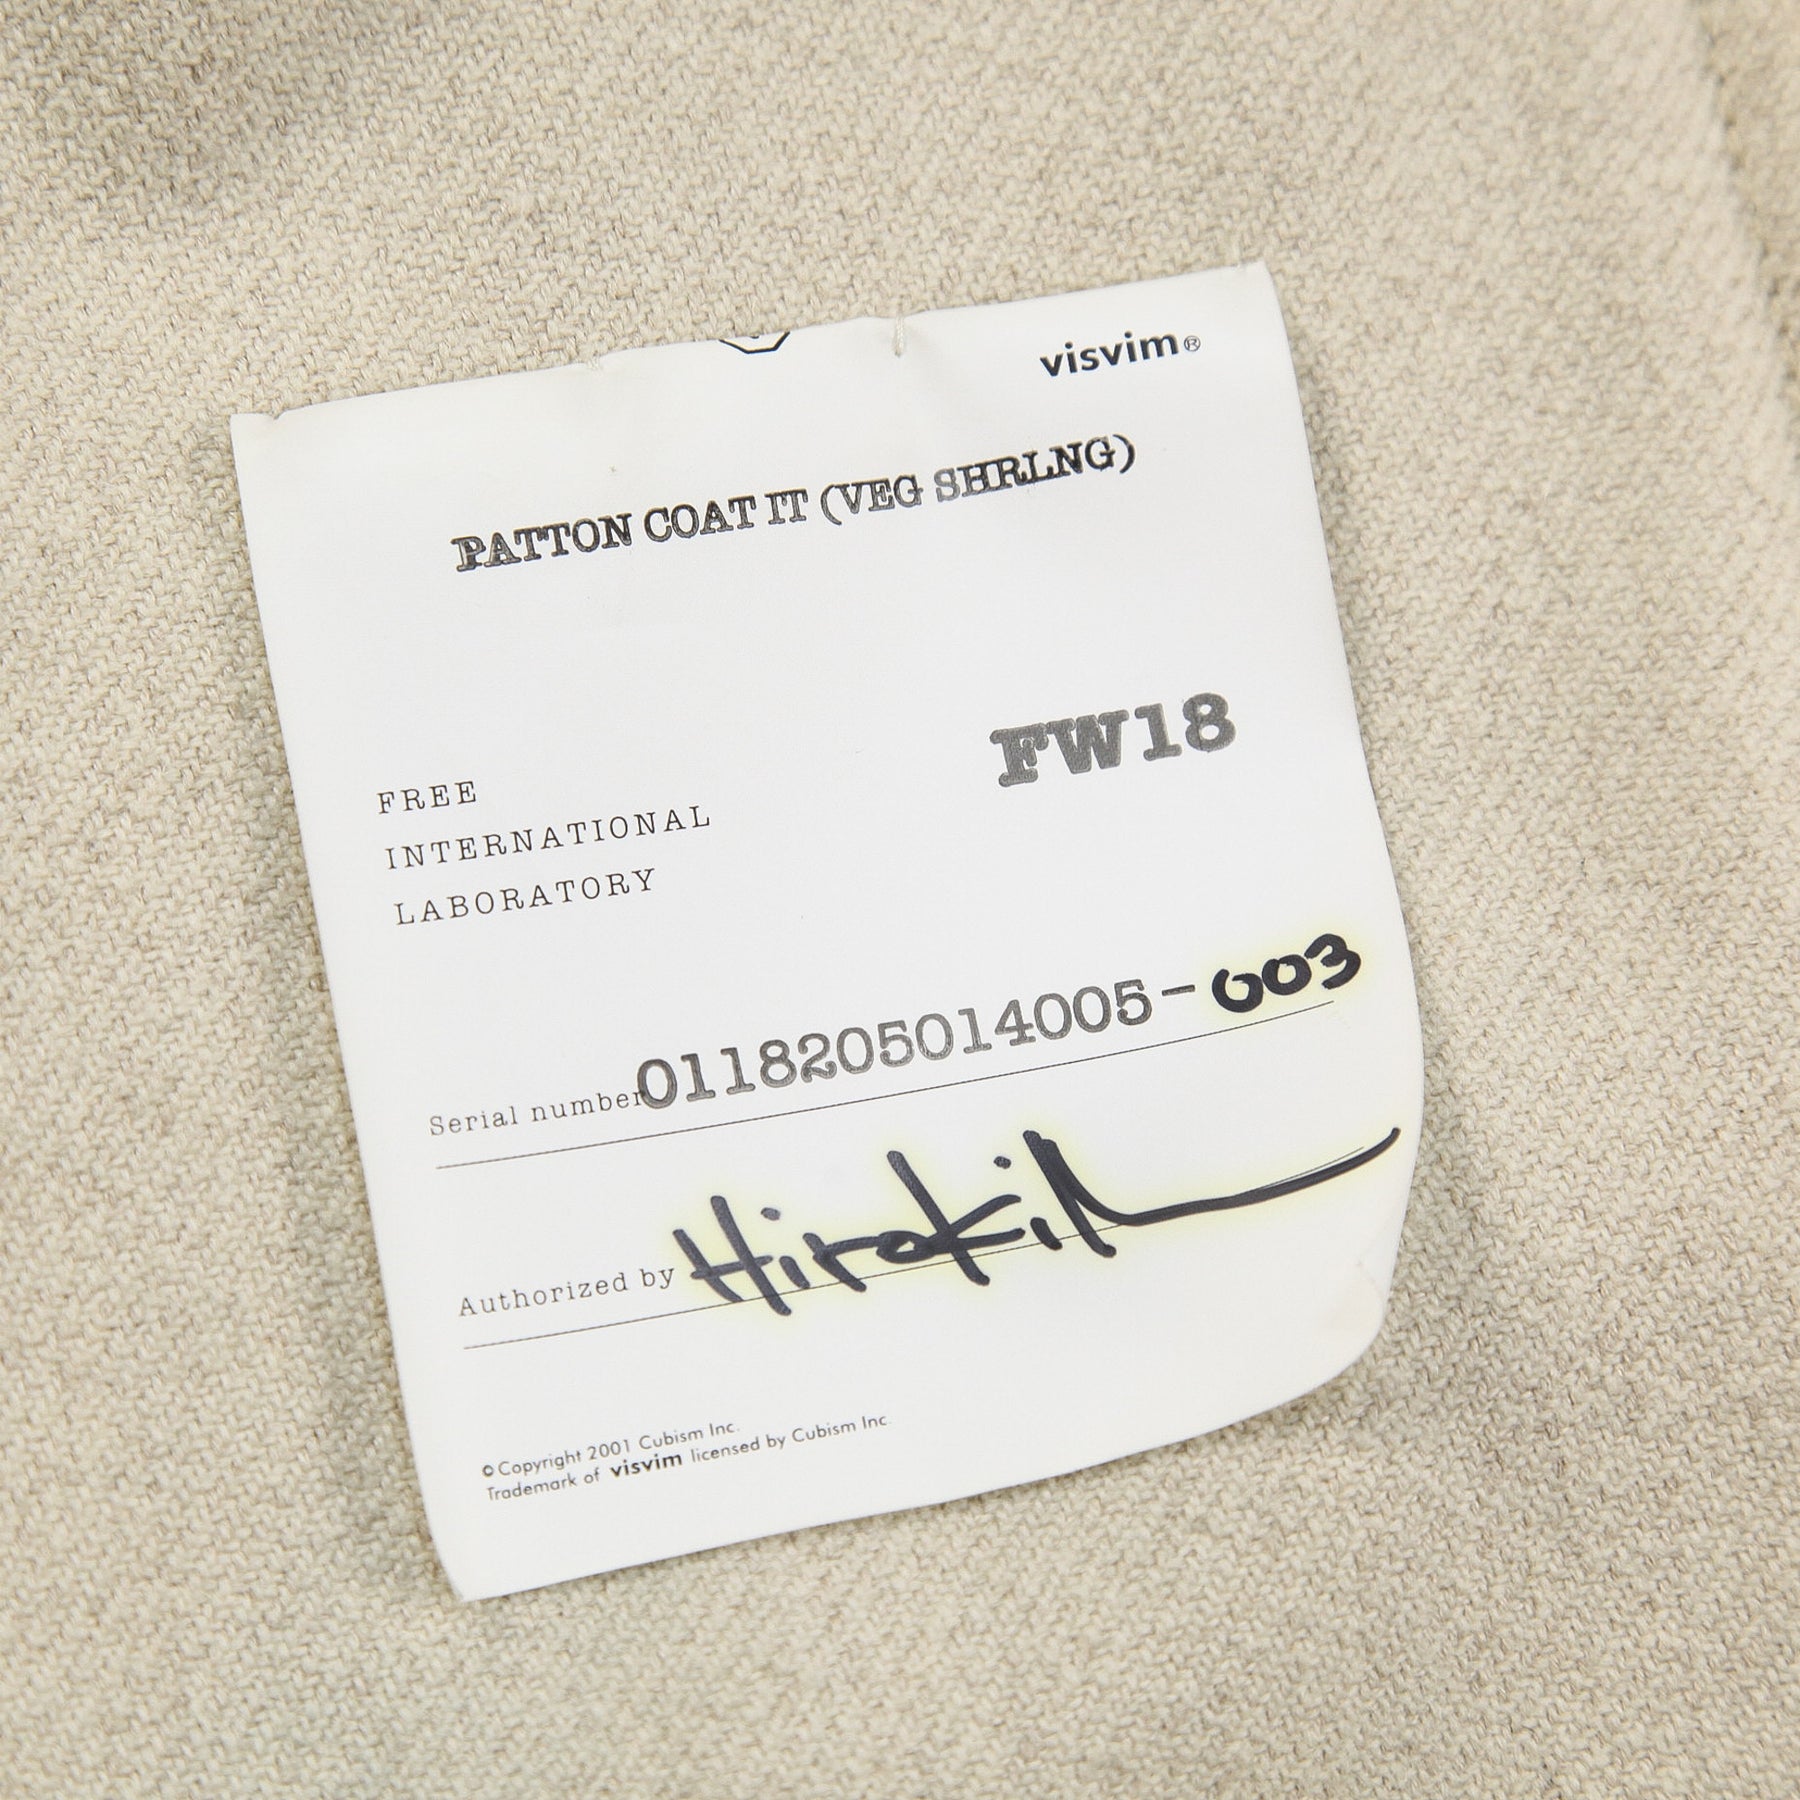 visvim®
PATTON COAT IT (VEG SHRLNG)
FW18
FREE
INTERNATIONAL
LABORATORY
Serial number 0118205014005-003
Authorized by Hiroki
© Copyright 2001 Cubism Inc.
Trademark of visvim licensed by Cubism Inc.